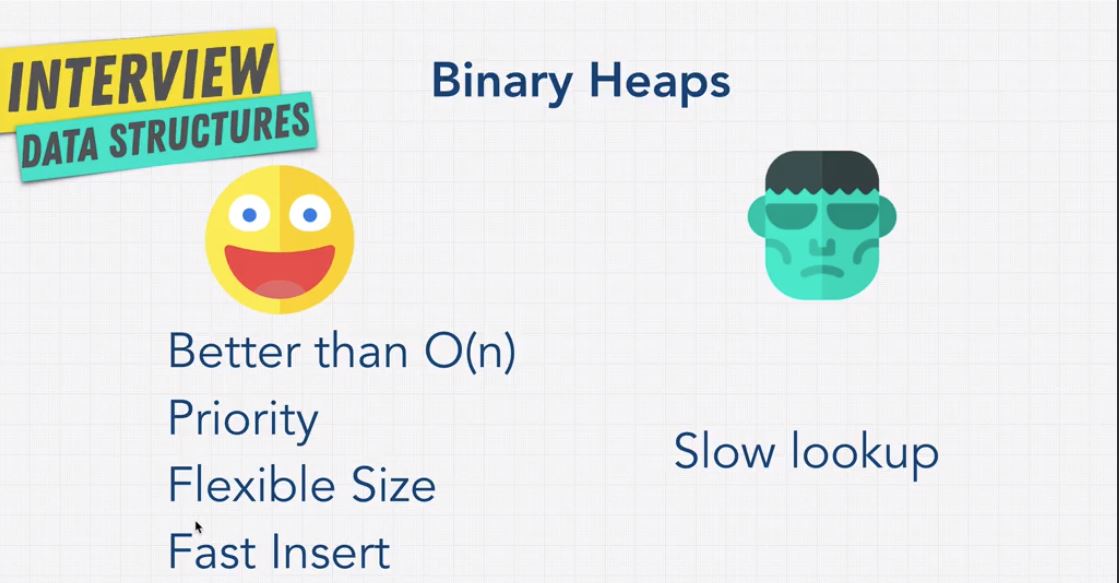 INTERVIEW
DATA STRUCTURES
Binary Heaps
Better than O(n)
Priority
Flexible Size
Fast Insert
Slow lookup